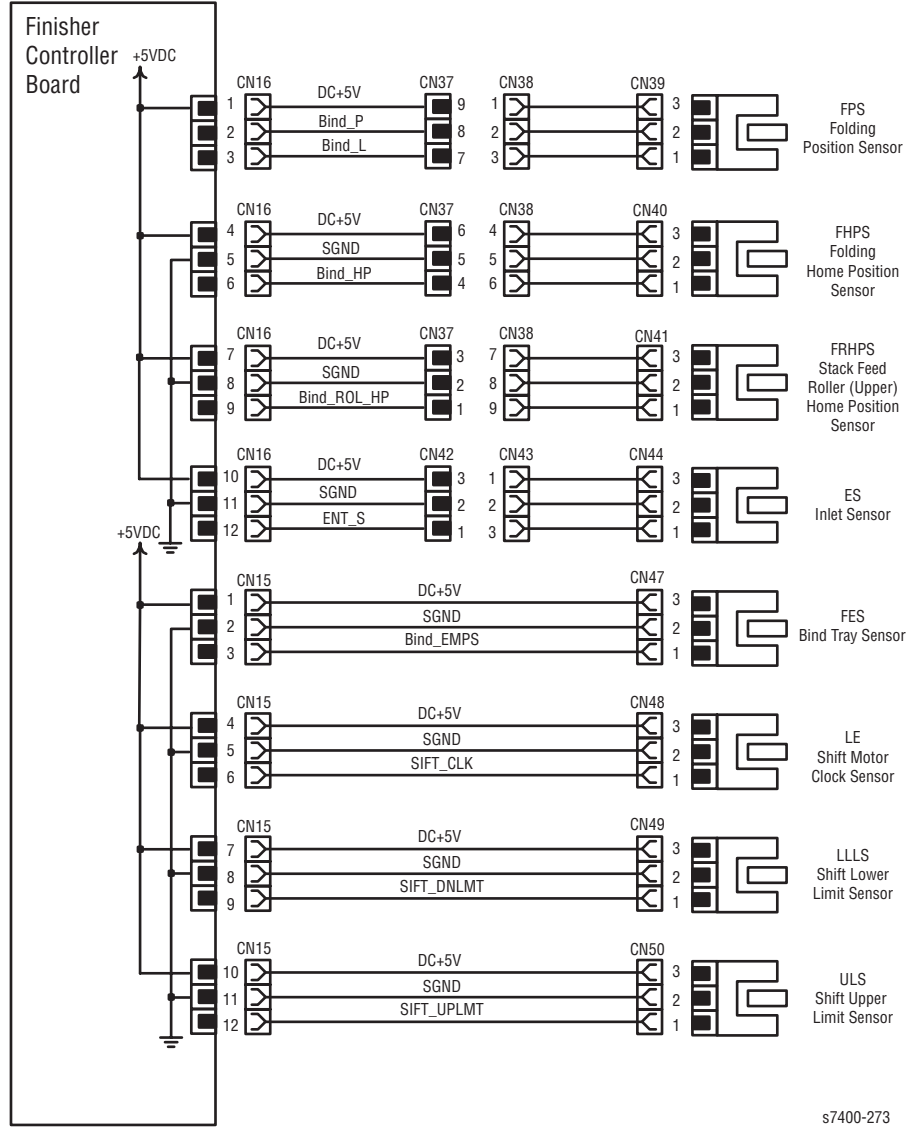 Finisher
Controller
Board
+5VDC
CN16 CN37 CN38 CN39
1 DC+5V 9 1 3
2 Bind_P 8 2 2
3 Bind_L 7 3 1
FPS
Folding
Position Sensor
CN16 CN37 CN38 CN40
4 DC+5V 6 4 3
5 SGND 5 5 2
6 Bind_HP 4 6 1
FHPS
Folding
Home Position
Sensor
CN16 CN37 CN38 CN41
7 DC+5V 3 7 3
8 SGND 2 8 2
9 Bind_ROL_HP 1 9 1
FRHPS
Stack Feed
Roller (Upper)
Home Position
Sensor
CN16 CN42 CN43 CN44
10 DC+5V 3 1 3
11 SGND 2 2 2
12 ENT_S 1 3 1
ES
Inlet Sensor
+5VDC
CN15 CN47
1 DC+5V 3
2 SGND 2
3 Bind_EMPS 1
FES
Bind Tray Sensor
CN15 CN48
4 DC+5V 3
5 SGND 2
6 SIFT_CLK 1
LE
Shift Motor
Clock Sensor
CN15 CN49
7 DC+5V 3
8 SGND 2
9 SIFT_DNLMT 1
LLLS
Shift Lower
Limit Sensor
CN15 CN50
10 DC+5V 3
11 SGND 2
12 SIFT_UPLMT 1
ULS
Shift Upper
Limit Sensor
s7400-273